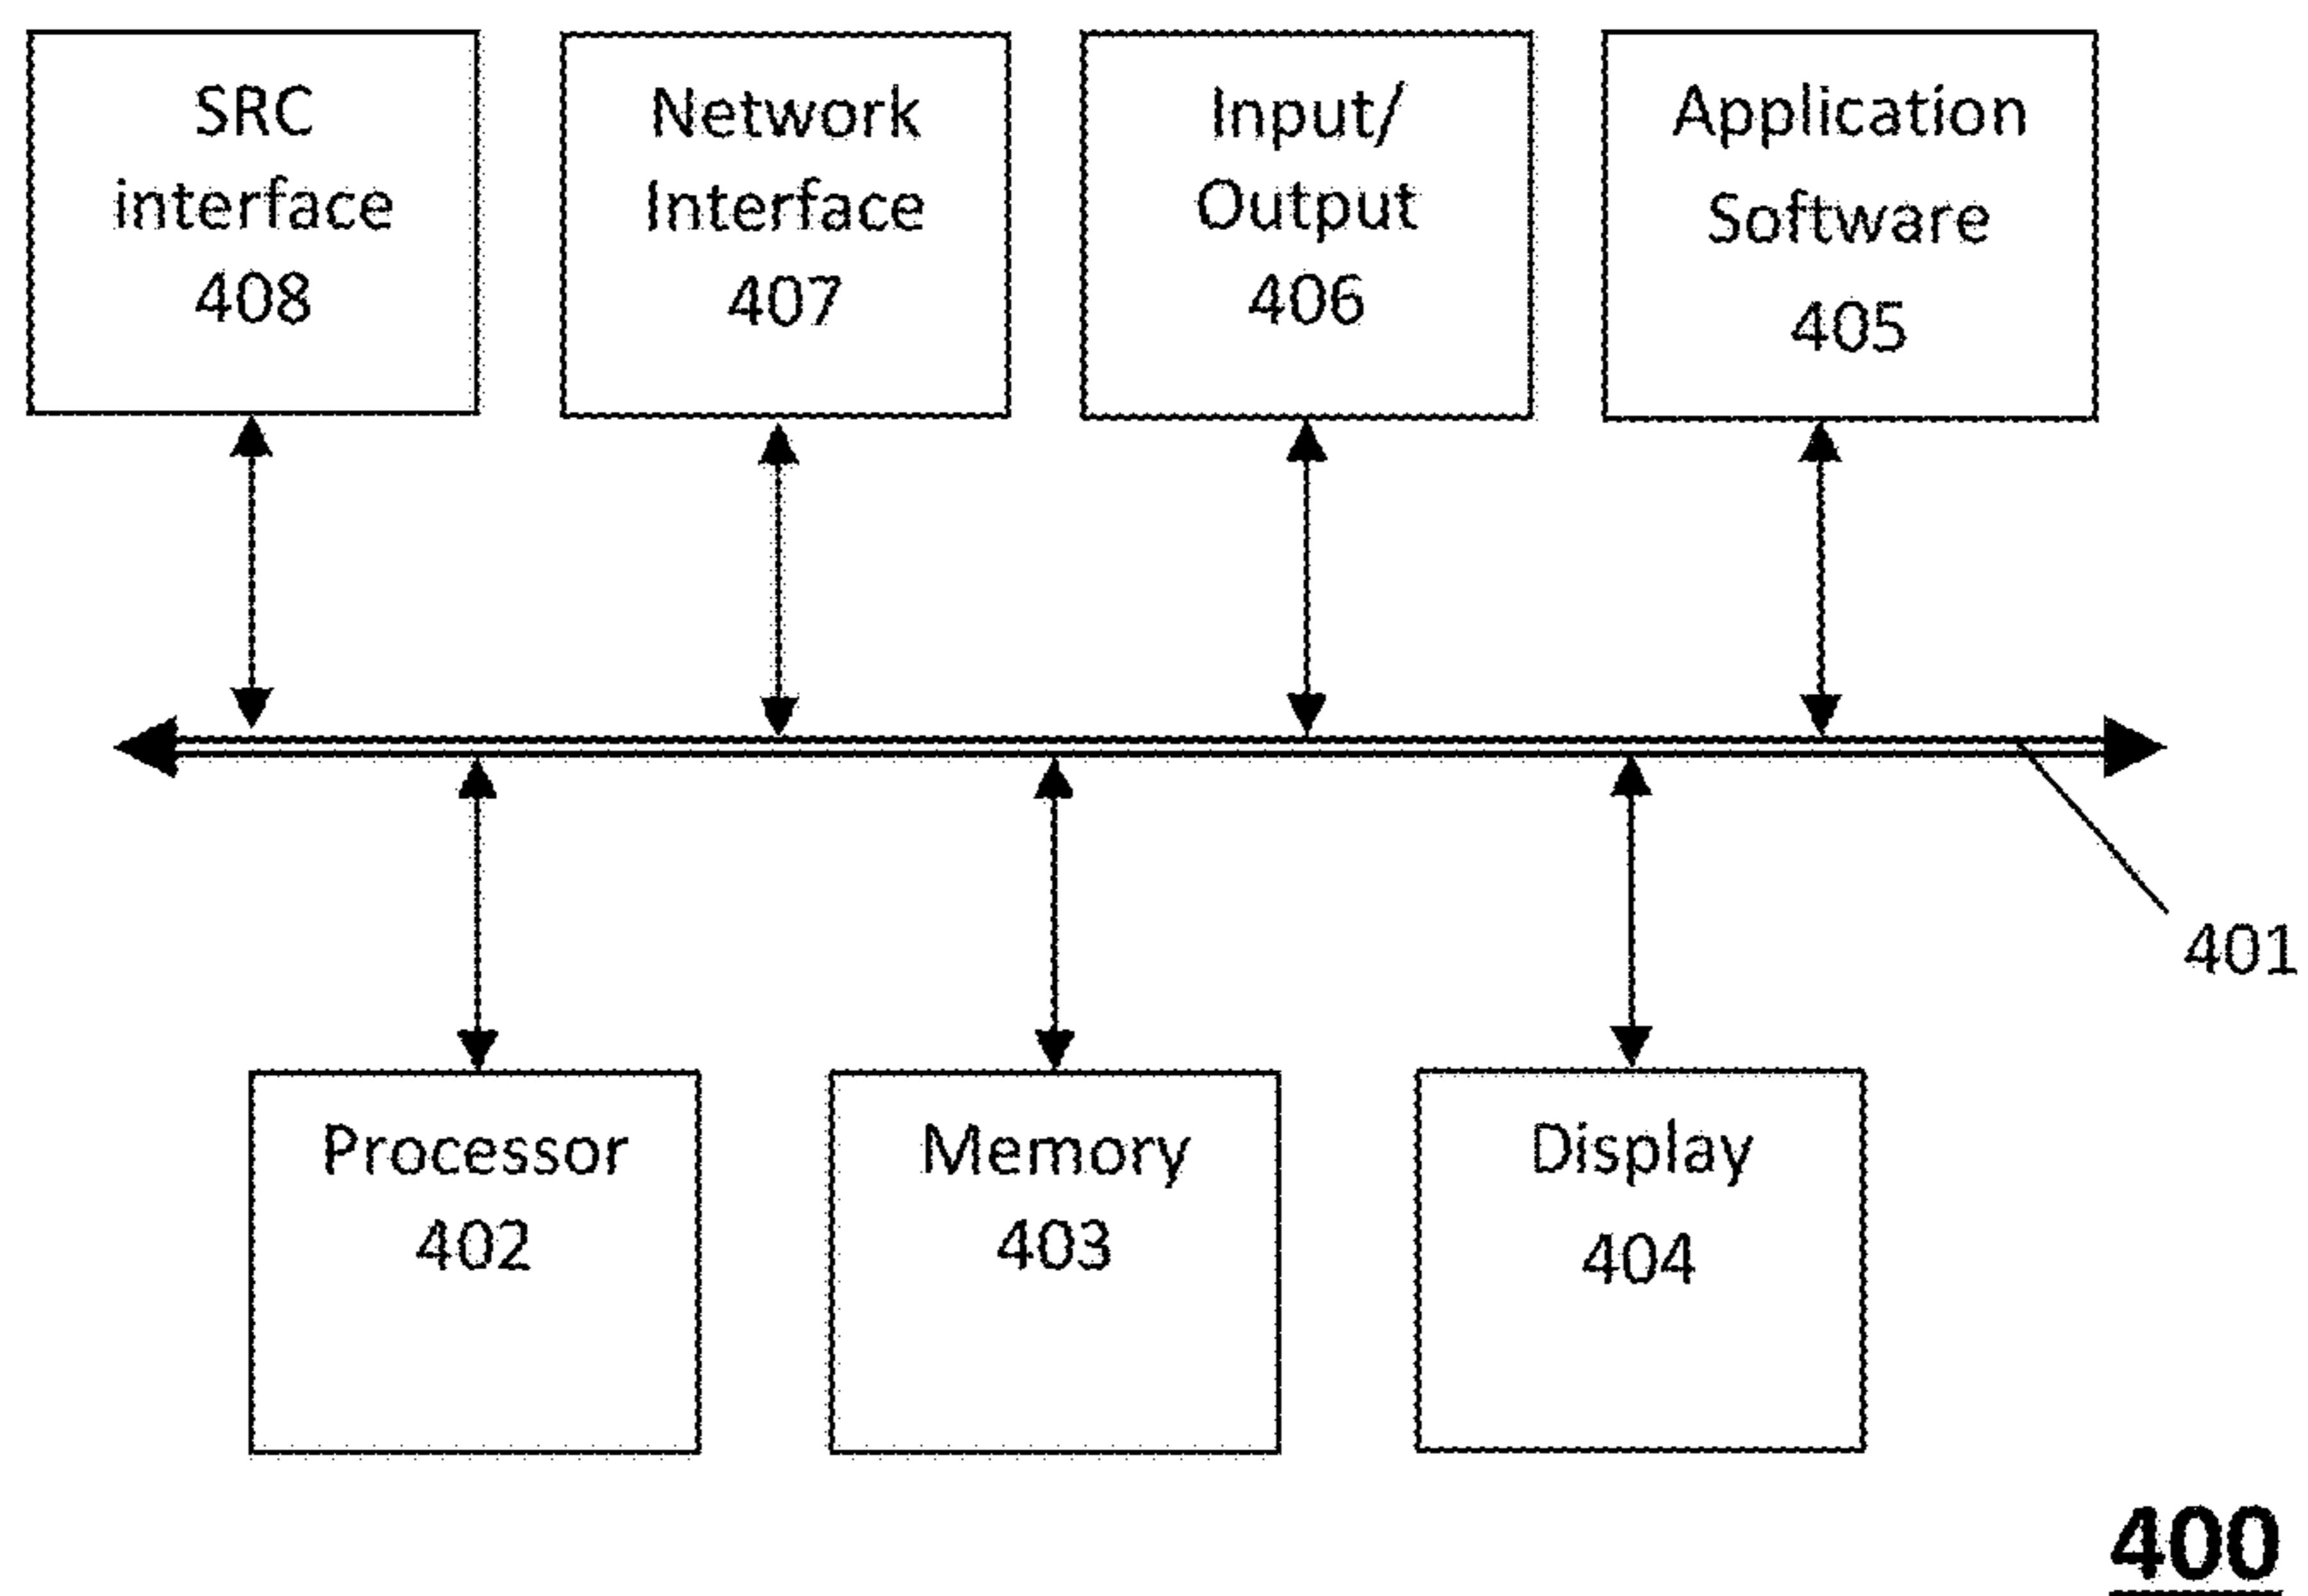 SRC
interface
408
Network
Interface
407
Input/
Output
406
Application
Software
405
401
Processor
402
Memory
403
Display
404
400